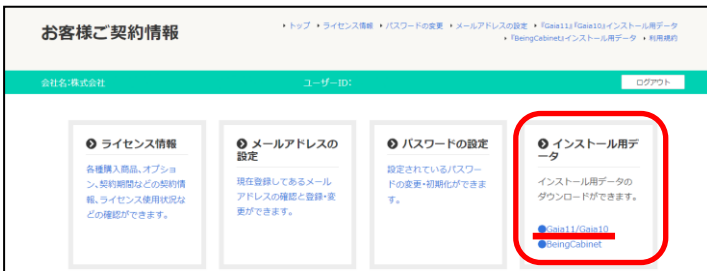 お客様ご契約情報
・トップ ・ライセンス情報 ・パスワードの変更 ・メールアドレスの設定 ・『Gaia11』『Gaia10』インストール用データ
・『BeingCabinet』インストール用データ ・利用規約
会社名:株式会社 ユーザーID: ログアウト
ライセンス情報
各種購入商品、オプショ
ン、契約期間などの契約情
報、ライセンス使用状況な
どの確認ができます。
メールアドレスの
設定
現在登録してあるメール
アドレスの確認と登録・変
更ができます。
パスワードの設定
設定されているパスワー
ドの変更・初期化ができま
す。
インストール用デ
ータ
インストール用データの
ダウンロードができます。
●Gaia11/Gaia10
●BeingCabinet